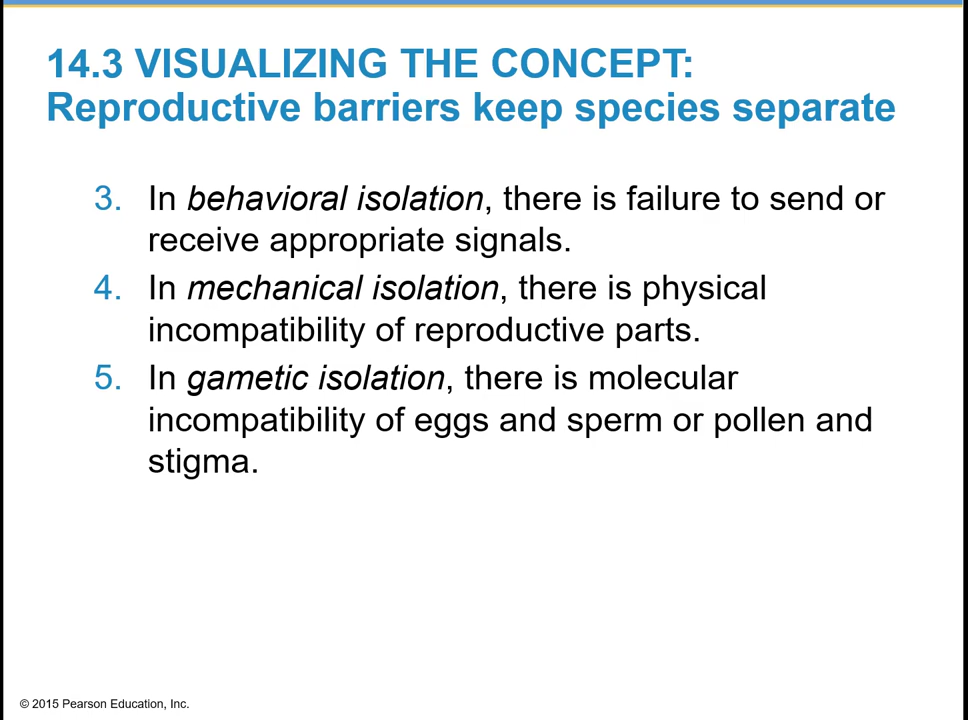 14.3 VISUALIZING THE CONCEPT:
Reproductive barriers keep species separate
3. In behavioral isolation, there is failure to send or
receive appropriate signals.
4. In mechanical isolation, there is physical
incompatibility of reproductive parts.
5. In gametic isolation, there is molecular
incompatibility of eggs and sperm or pollen and
stigma.
© 2015 Pearson Education, Inc.